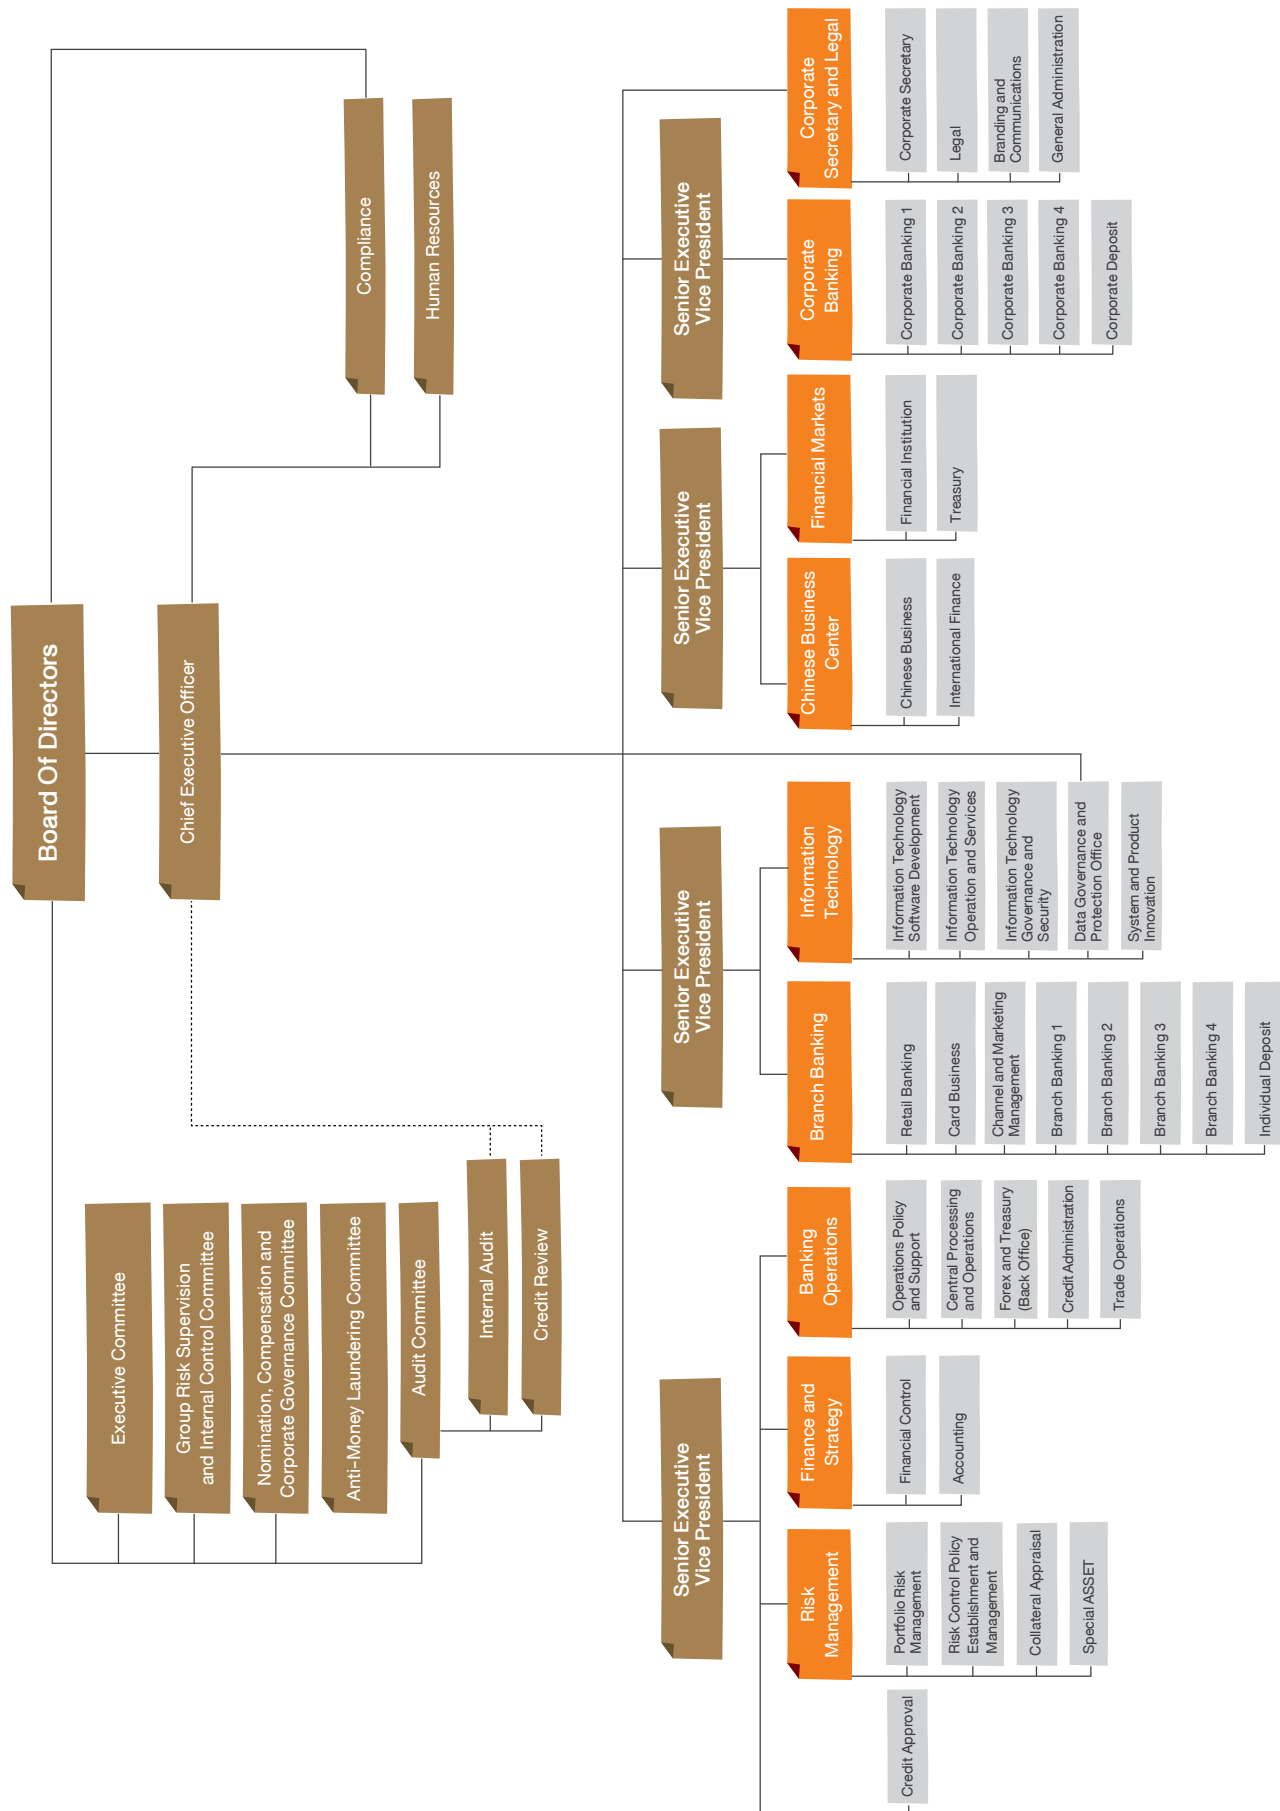 Board Of Directors
Chief Executive Officer
Executive Committee
Group Risk Supervision
and Internal Control Committee
Nomination, Compensation and
Corporate Governance Committee
Anti-Money Laundering Committee
Audit Committee
Internal Audit
Credit Review
Compliance
Human Resources
Senior Executive
Vice President
Credit Approval
Risk
Management
Portfolio Risk
Management
Risk Control Policy
Establishment and
Management
Collateral Appraisal
Special ASSET
Finance and
Strategy
Financial Control
Accounting
Banking
Operations
Operations Policy
and Support
Central Processing
and Operations
Forex and Treasury
(Back Office)
Credit Administration
Trade Operations
Senior Executive
Vice President
Branch Banking
Retail Banking
Card Business
Channel and Marketing
Management
Branch Banking 1
Branch Banking 2
Branch Banking 3
Branch Banking 4
Individual Deposit
Information
Technology
Information Technology
Software Development
Information Technology
Operation and Services
Information Technology
Governance and
Security
Data Governance and
Protection Office
System and Product
Innovation
Senior Executive
Vice President
Chinese Business
Center
Chinese Business
International Finance
Financial Markets
Financial Institution
Treasury
Senior Executive
Vice President
Corporate
Banking
Corporate Banking 1
Corporate Banking 2
Corporate Banking 3
Corporate Banking 4
Corporate Deposit
Corporate
Secretary and Legal
Corporate Secretary
Legal
Branding and
Communications
General Administration